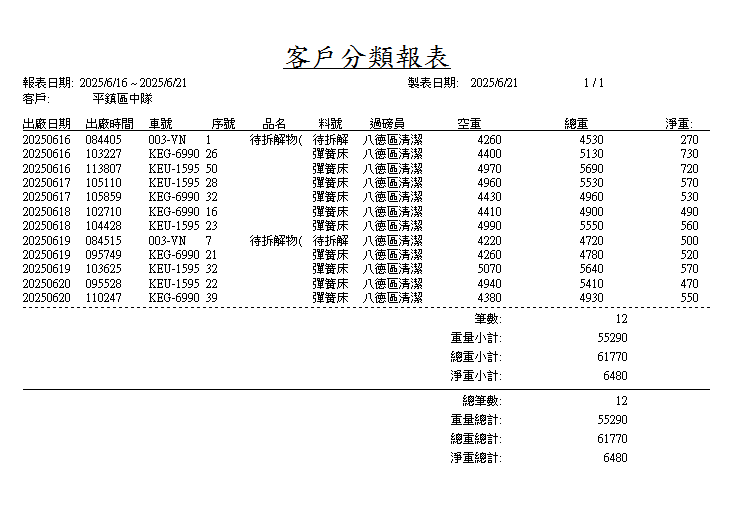 客戶分類報表
報表日期: 2025/6/16 ~ 2025/6/21 製表日期: 2025/6/21 1 / 1
客戶: 平鎮區中隊
出廠日期 出廠時間 車號 序號 品名 料號 過磅員 空重 總重 淨重:
20250616 084405 003-VN 1 待拆解物( 待拆解 八德區清潔 4260 4530 270
20250616 103227 KEG-6990 26 彈簧床 八德區清潔 4400 5130 730
20250616 113807 KEU-1595 50 彈簧床 八德區清潔 4970 5690 720
20250617 105110 KEU-1595 28 彈簧床 八德區清潔 4960 5530 570
20250617 105859 KEG-6990 32 彈簧床 八德區清潔 4430 4960 530
20250618 102710 KEG-6990 16 彈簧床 八德區清潔 4410 4900 490
20250618 104428 KEU-1595 23 彈簧床 八德區清潔 4990 5550 560
20250619 084515 003-VN 7 待拆解物( 待拆解 八德區清潔 4220 4720 500
20250619 095749 KEG-6990 21 彈簧床 八德區清潔 4260 4780 520
20250619 103625 KEU-1595 32 彈簧床 八德區清潔 5070 5640 570
20250620 095528 KEU-1595 22 彈簧床 八德區清潔 4940 5410 470
20250620 110247 KEG-6990 39 彈簧床 八德區清潔 4380 4930 550
筆數: 12
重量小計: 55290
總重小計: 61770
淨重小計: 6480
總筆數: 12
重量總計: 55290
總重總計: 61770
淨重總計: 6480